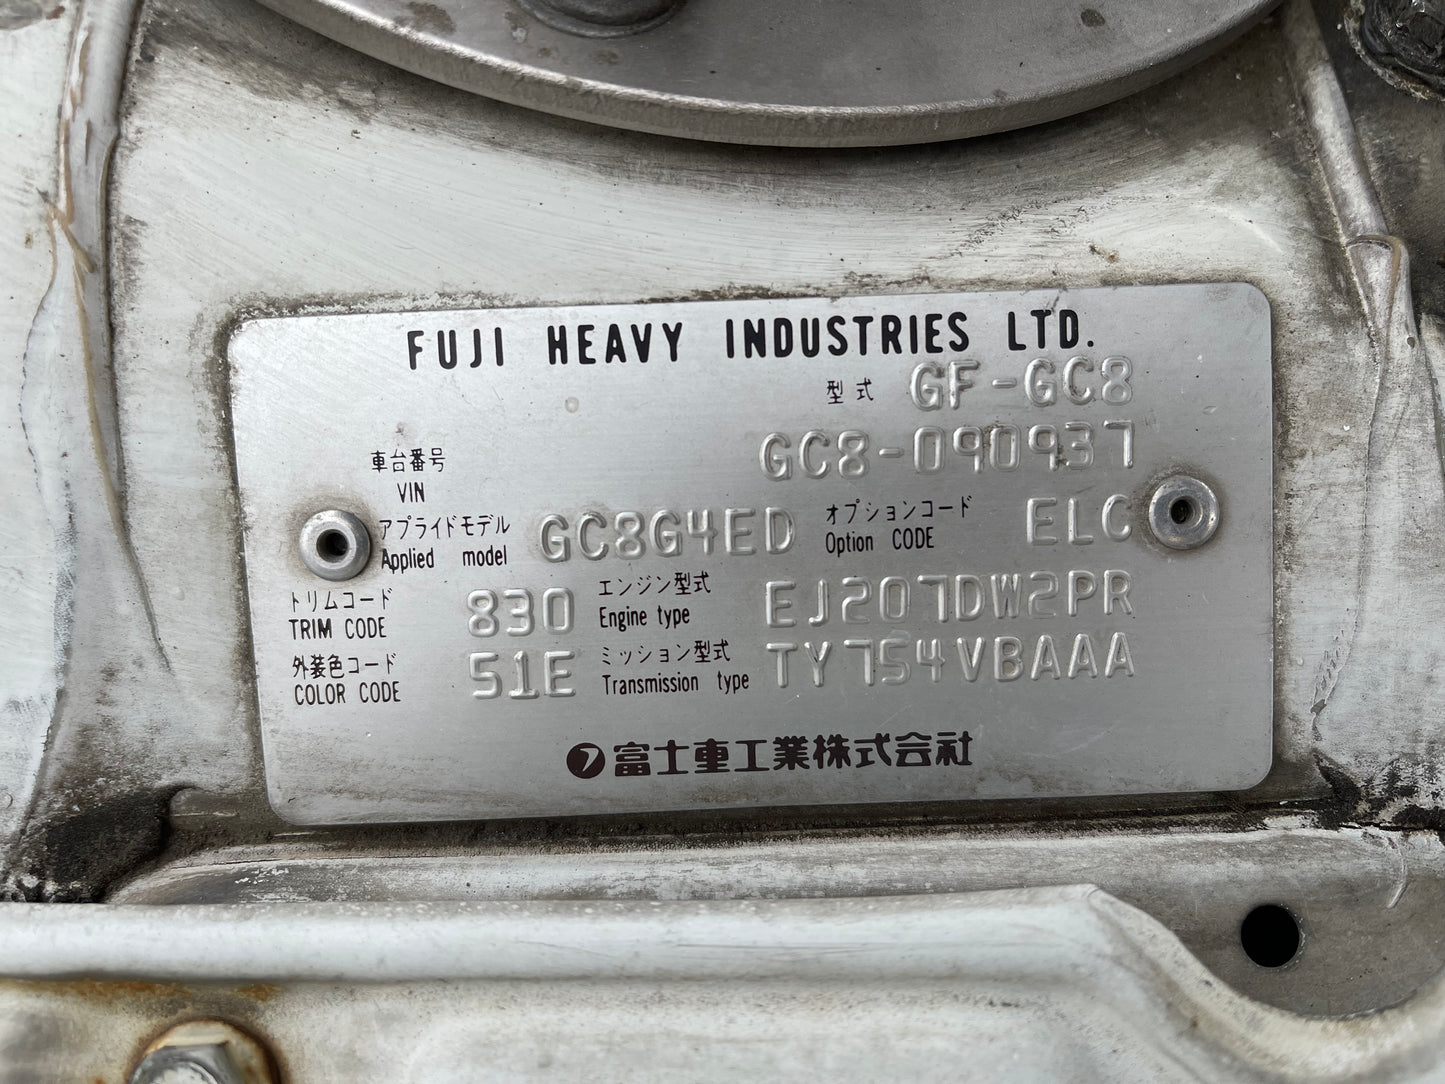 FUJI HEAVY INDUSTRIES LTD.
型式 GF-GC8
車台番号 GC8-090937
VIN
アプライドモデル GC8G4ED オプションコード ELC
Applied model Option CODE
トリムコード 830 エンジン型式 EJ207DW2PR
TRIM CODE Engine type
外装色コード 51E ミッション型式 TY754VBAAA
COLOR CODE Transmission type
フ富士重工業株式会社